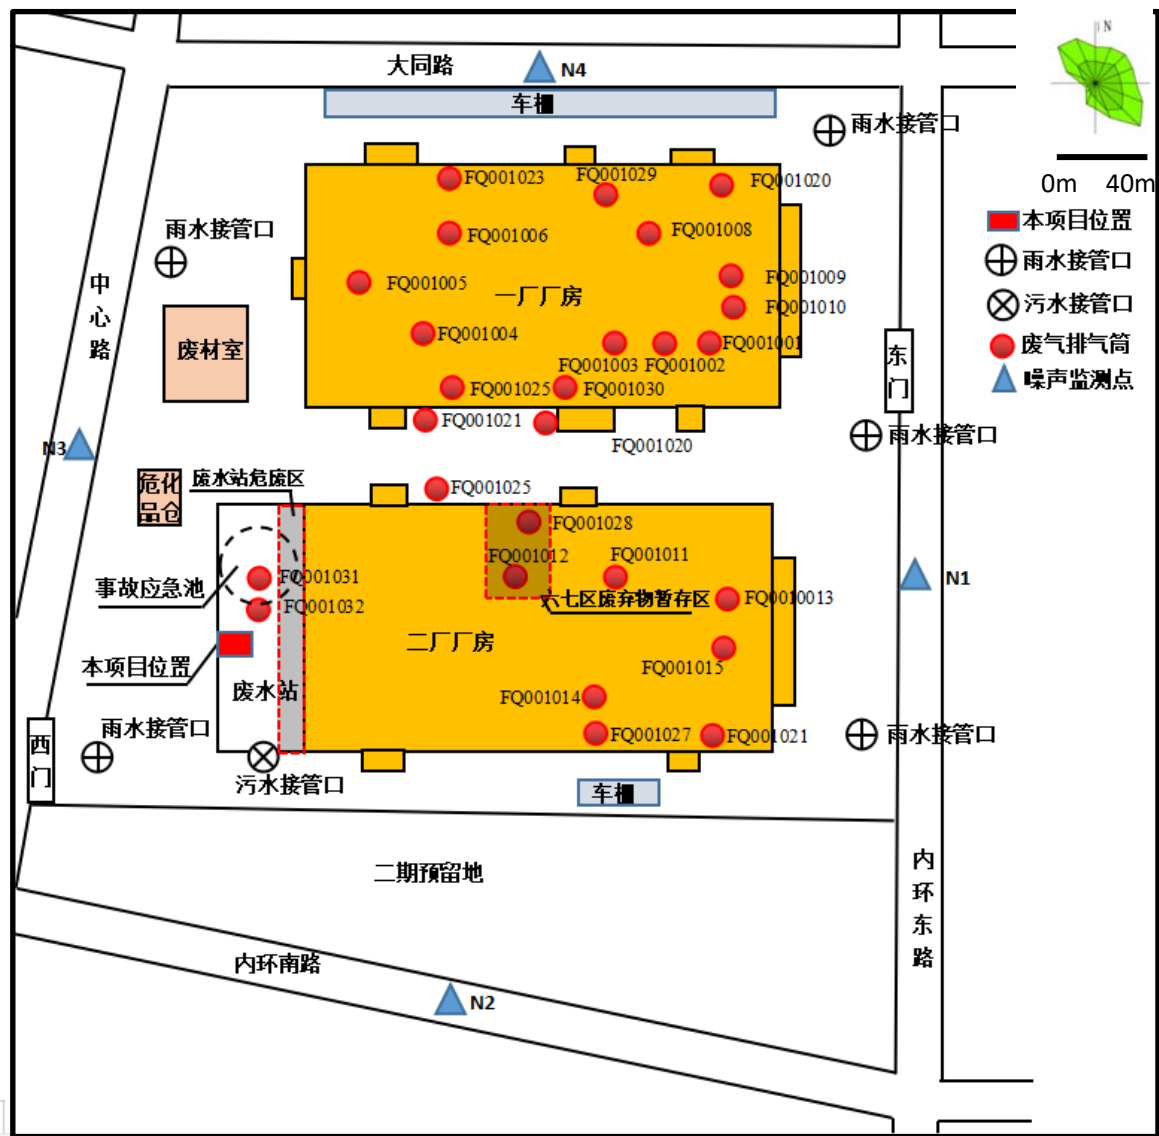 N
大同路
N4
车棚
雨水接管口
0m 40m
FQ001023
FQ001029
FQ001020
本项目位置
雨水接管口
FQ001006
FQ001008
雨水接管口
中心路
FQ001005
一厂厂房
FQ001009
污水接管口
FQ001010
废气排气筒
废材室
FQ001004
FQ001003
FQ001002
FQ001001
东门
噪声监测点
FQ001025
FQ001030
FQ001021
FQ001020
雨水接管口
N3
危化品仓
废水站危废区
FQ001025
FQ001028
FQ001012
FQ001011
事故应急池
FQ001031
FQ001032
六七区废弃物暂存区
FQ0010013
N1
二厂厂房
本项目位置
FQ001015
废水站
FQ001014
雨水接管口
FQ001027
FQ001021
雨水接管口
西门
污水接管口
车棚
二期预留地
内环东路
内环南路
N2